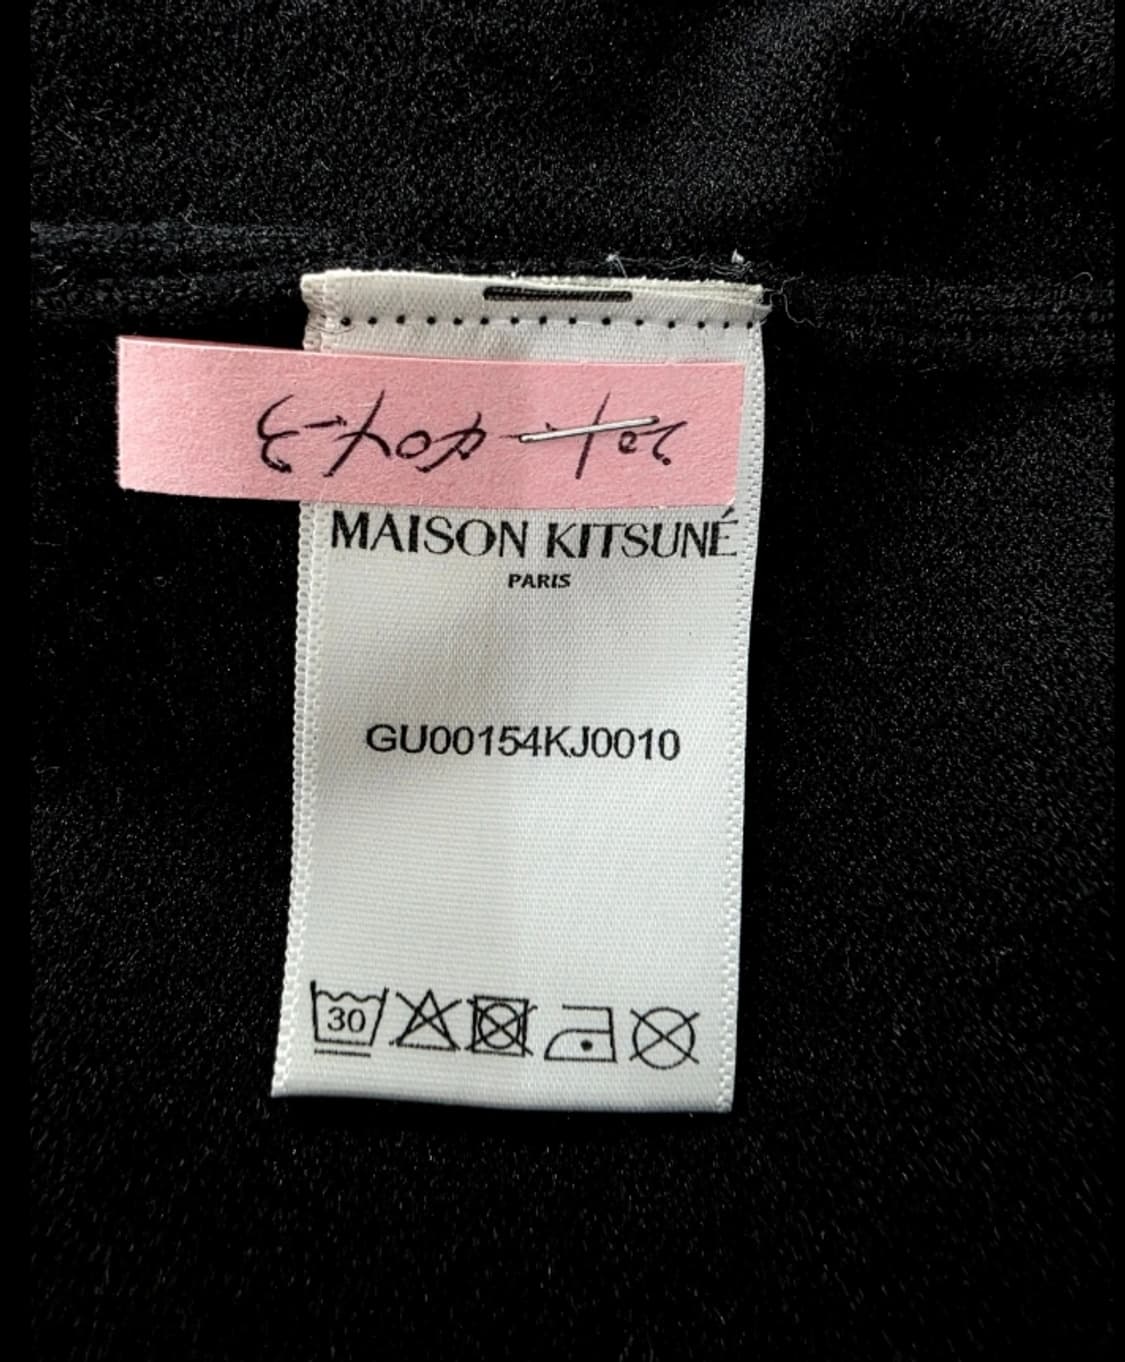 MAISON KITSUNÉ
PARIS
GU00154KJ0010
30